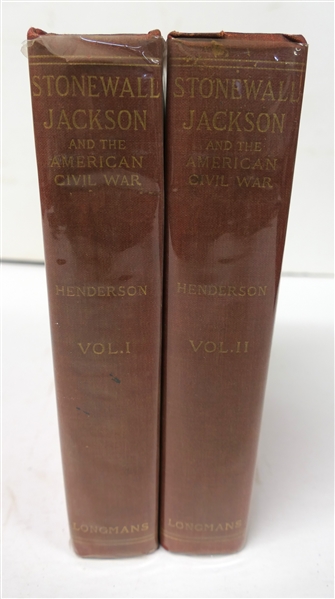 STONEWALL
JACKSON
AND THE
AMERICAN
CIVIL WAR
HENDERSON
VOL.I
LONGMANS
STONEWALL
JACKSON
AND THE
AMERICAN
CIVIL WAR
HENDERSON
VOL.II
LONGMANS